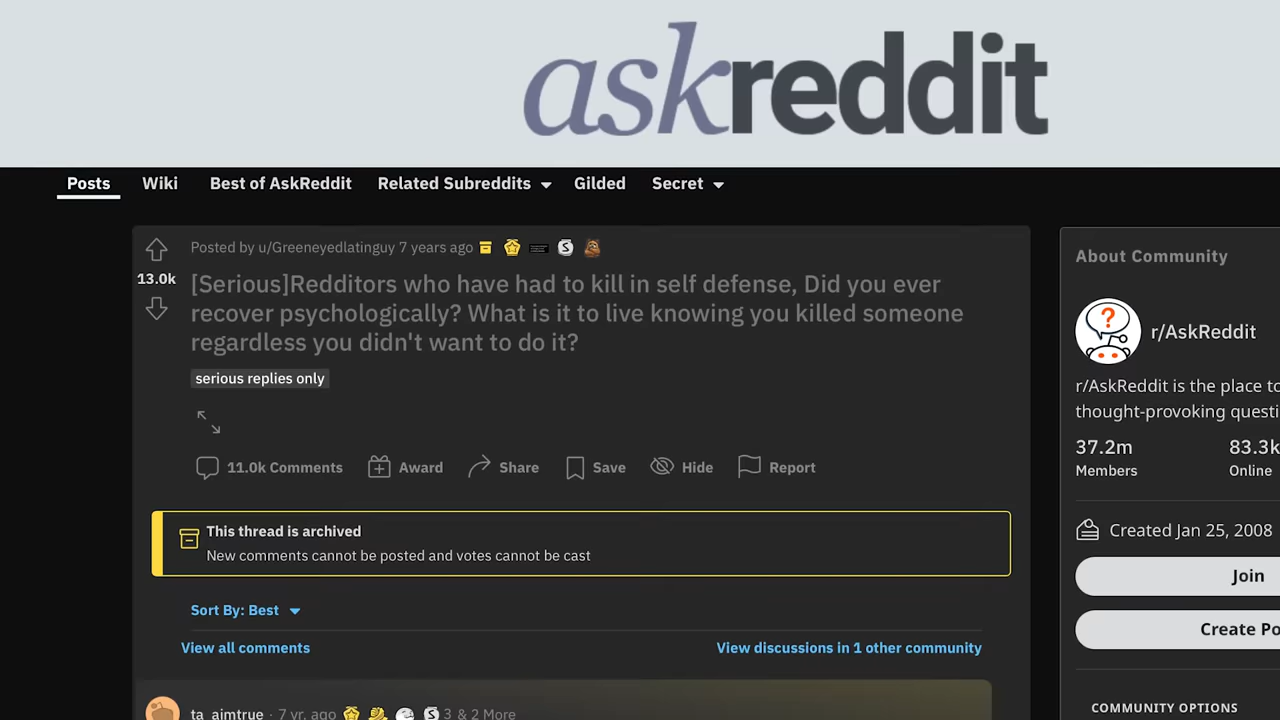 askreddit
Posts Wiki Best of AskReddit Related Subreddits Gilded Secret
Posted by u/Greeneyedlatinguy 7 years ago
13.0k
[Serious]Redditors who have had to kill in self defense, Did you ever
recover psychologically? What is it to live knowing you killed someone
regardless you didn't want to do it?
serious replies only
11.0k Comments Award Share Save Hide Report
This thread is archived
New comments cannot be posted and votes cannot be cast
Sort By: Best
View all comments View discussions in 1 other community
ta_aimtrue · 7 yr. ago 3 & 2 More
About Community
r/AskReddit
r/AskReddit is the place to
thought-provoking questi
37.2m 83.3k
Members Online
Created Jan 25, 2008
Join
Create Po
COMMUNITY OPTIONS